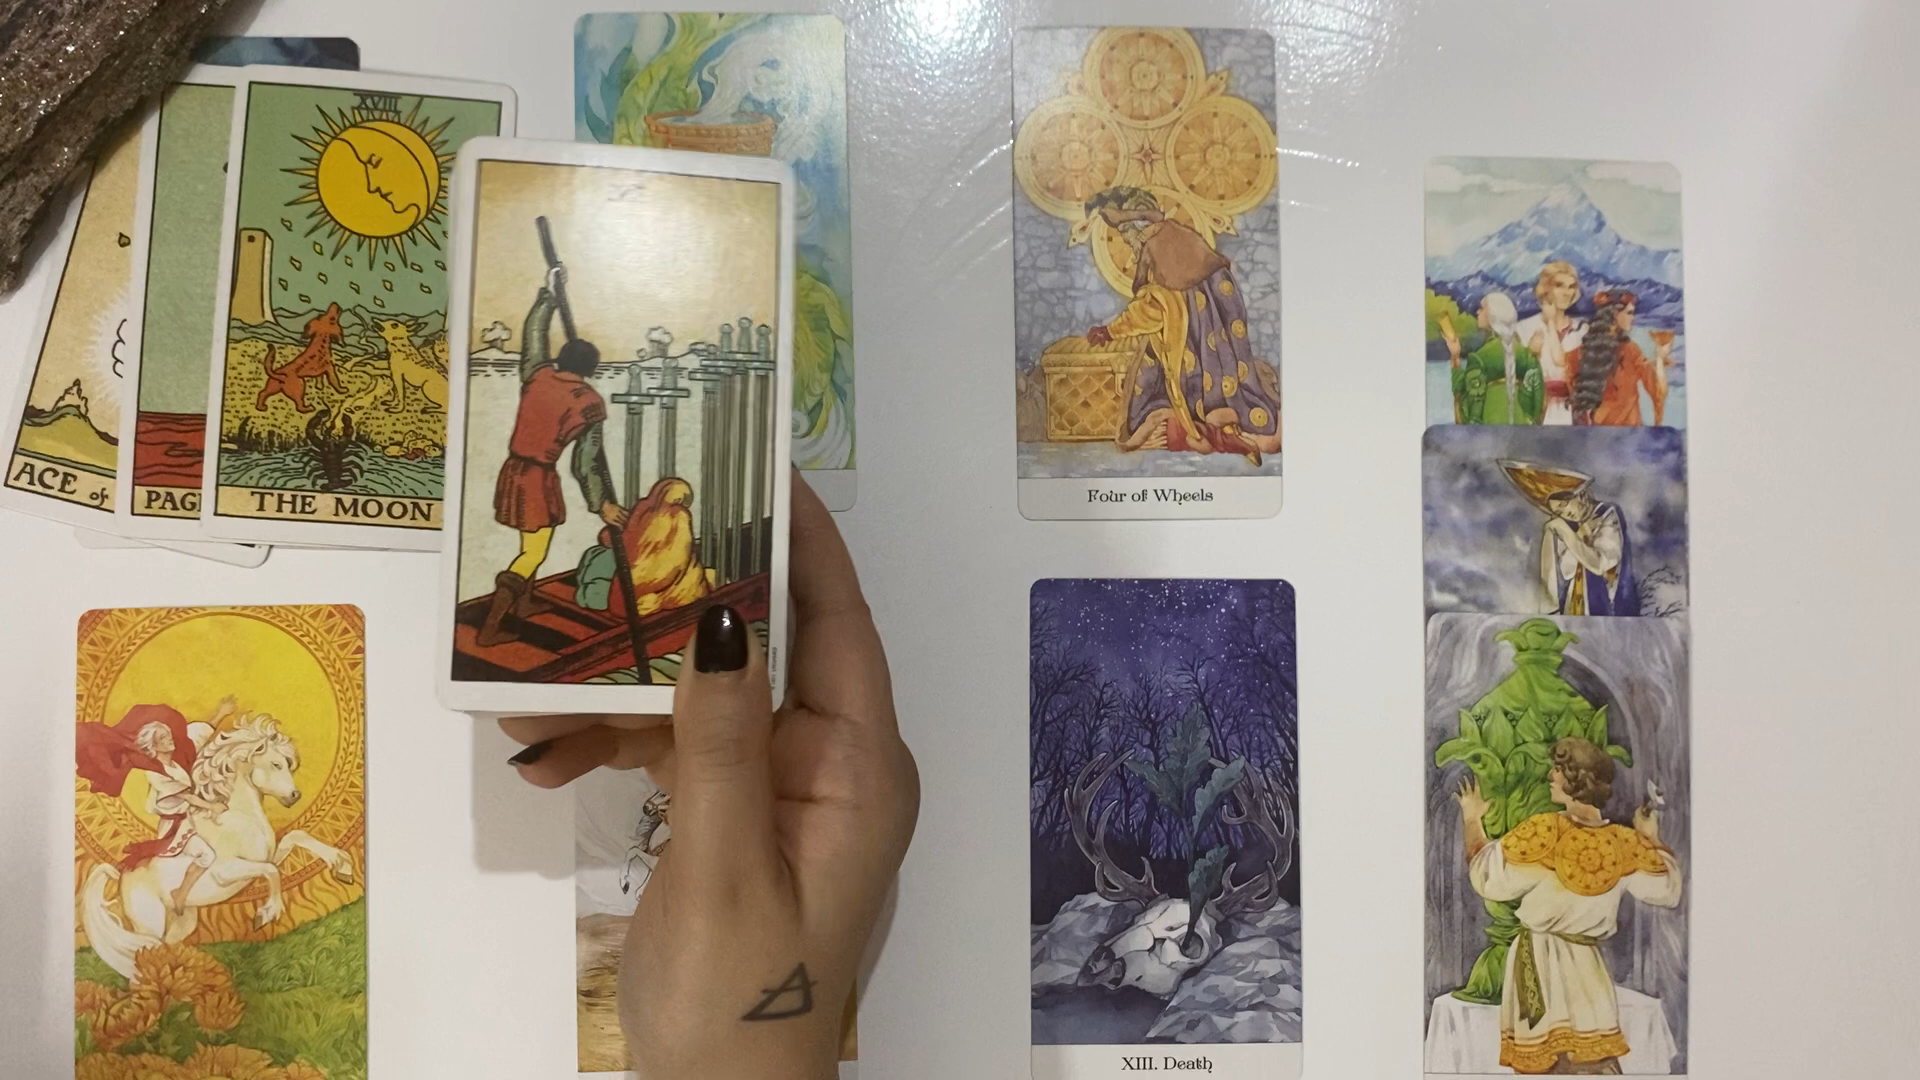 XVIII
ACE of
PAG
THE MOON
Four of Wheels
XIII. Death